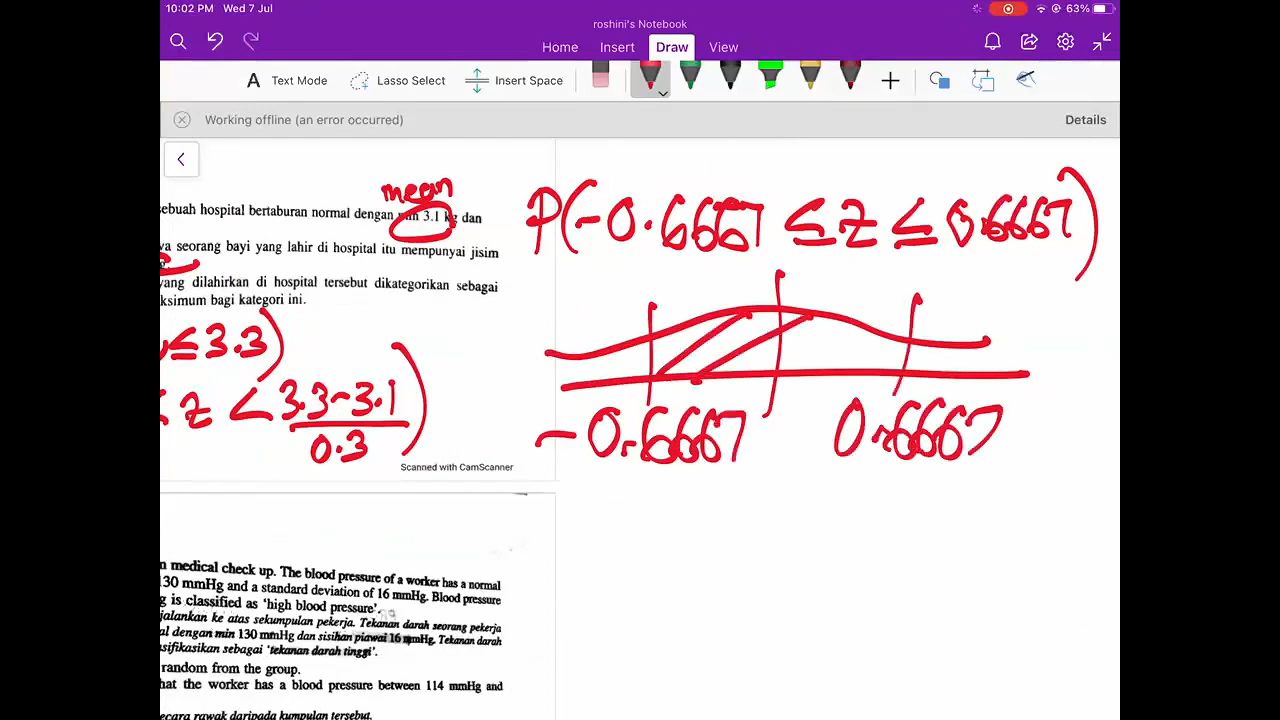 10:02 PM Wed 7 Jul
63%
roshini's Notebook
Home Insert Draw View
Text Mode Lasso Select Insert Space
Working offline (an error occurred) Details
mean
sebuah hospital bertaburan normal dengan min 3.1 kg dan
va seorang bayi yang lahir di hospital itu mempunyai jisim
g.
yang dilahirkan di hospital tersebut dikategorikan sebagai
ksimum bagi kategori ini.
≤ 3.3)
≤ z < 3.3-3.1)
0.3
Scanned with CamScanner
P(-0.6667 ≤ z ≤ 0.6667)
-0.6667 0.6667
n medical check up. The blood pressure of a worker has a normal
130 mmHg and a standard deviation of 16 mmHg. Blood pressure
g is classified as 'high blood pressure'.
jalankan ke atas sekumpulan pekerja. Tekanan darah seorang pekerja
al dengan min 130 mmHg dan sisihan piawai 16 mmHg. Tekanan darah
asifikasikan sebagai 'tekanan darah tinggi'.
random from the group.
hat the worker has a blood pressure between 114 mmHg and
ecara rawak daripada kumpulan tersebut.